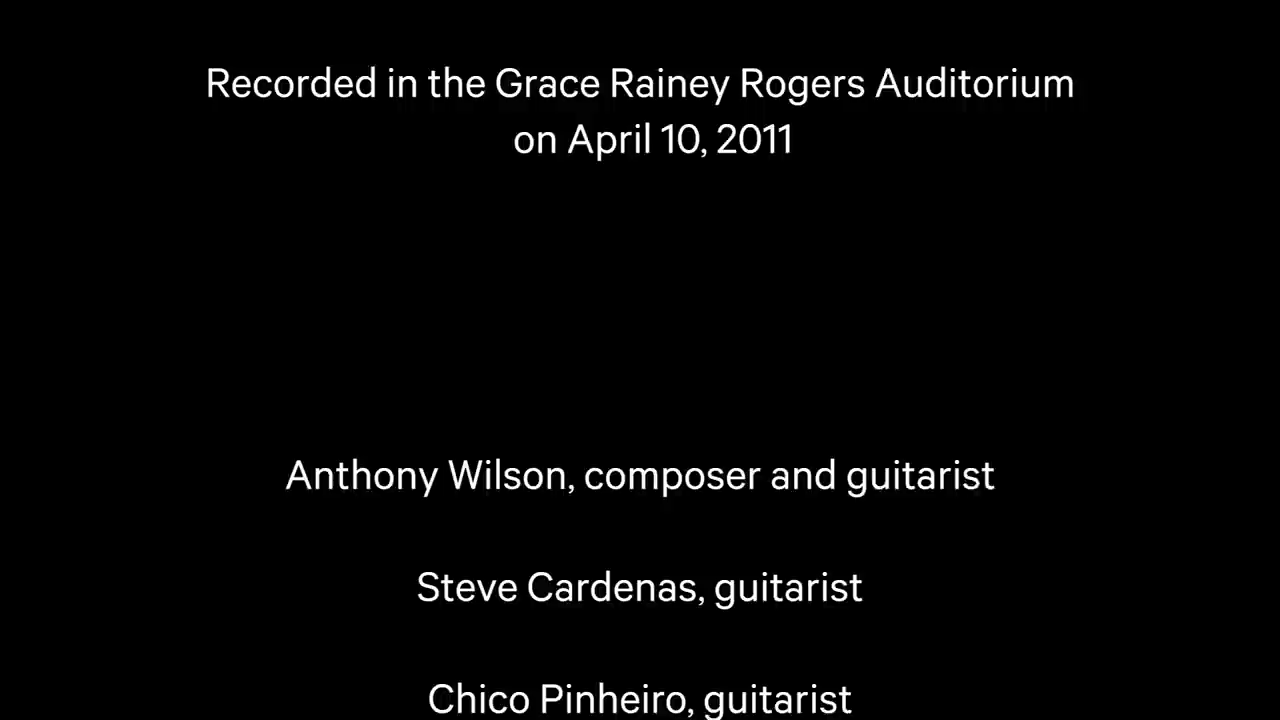 Recorded in the Grace Rainey Rogers Auditorium
on April 10, 2011
Anthony Wilson, composer and guitarist
Steve Cardenas, guitarist
Chico Pinheiro, guitarist